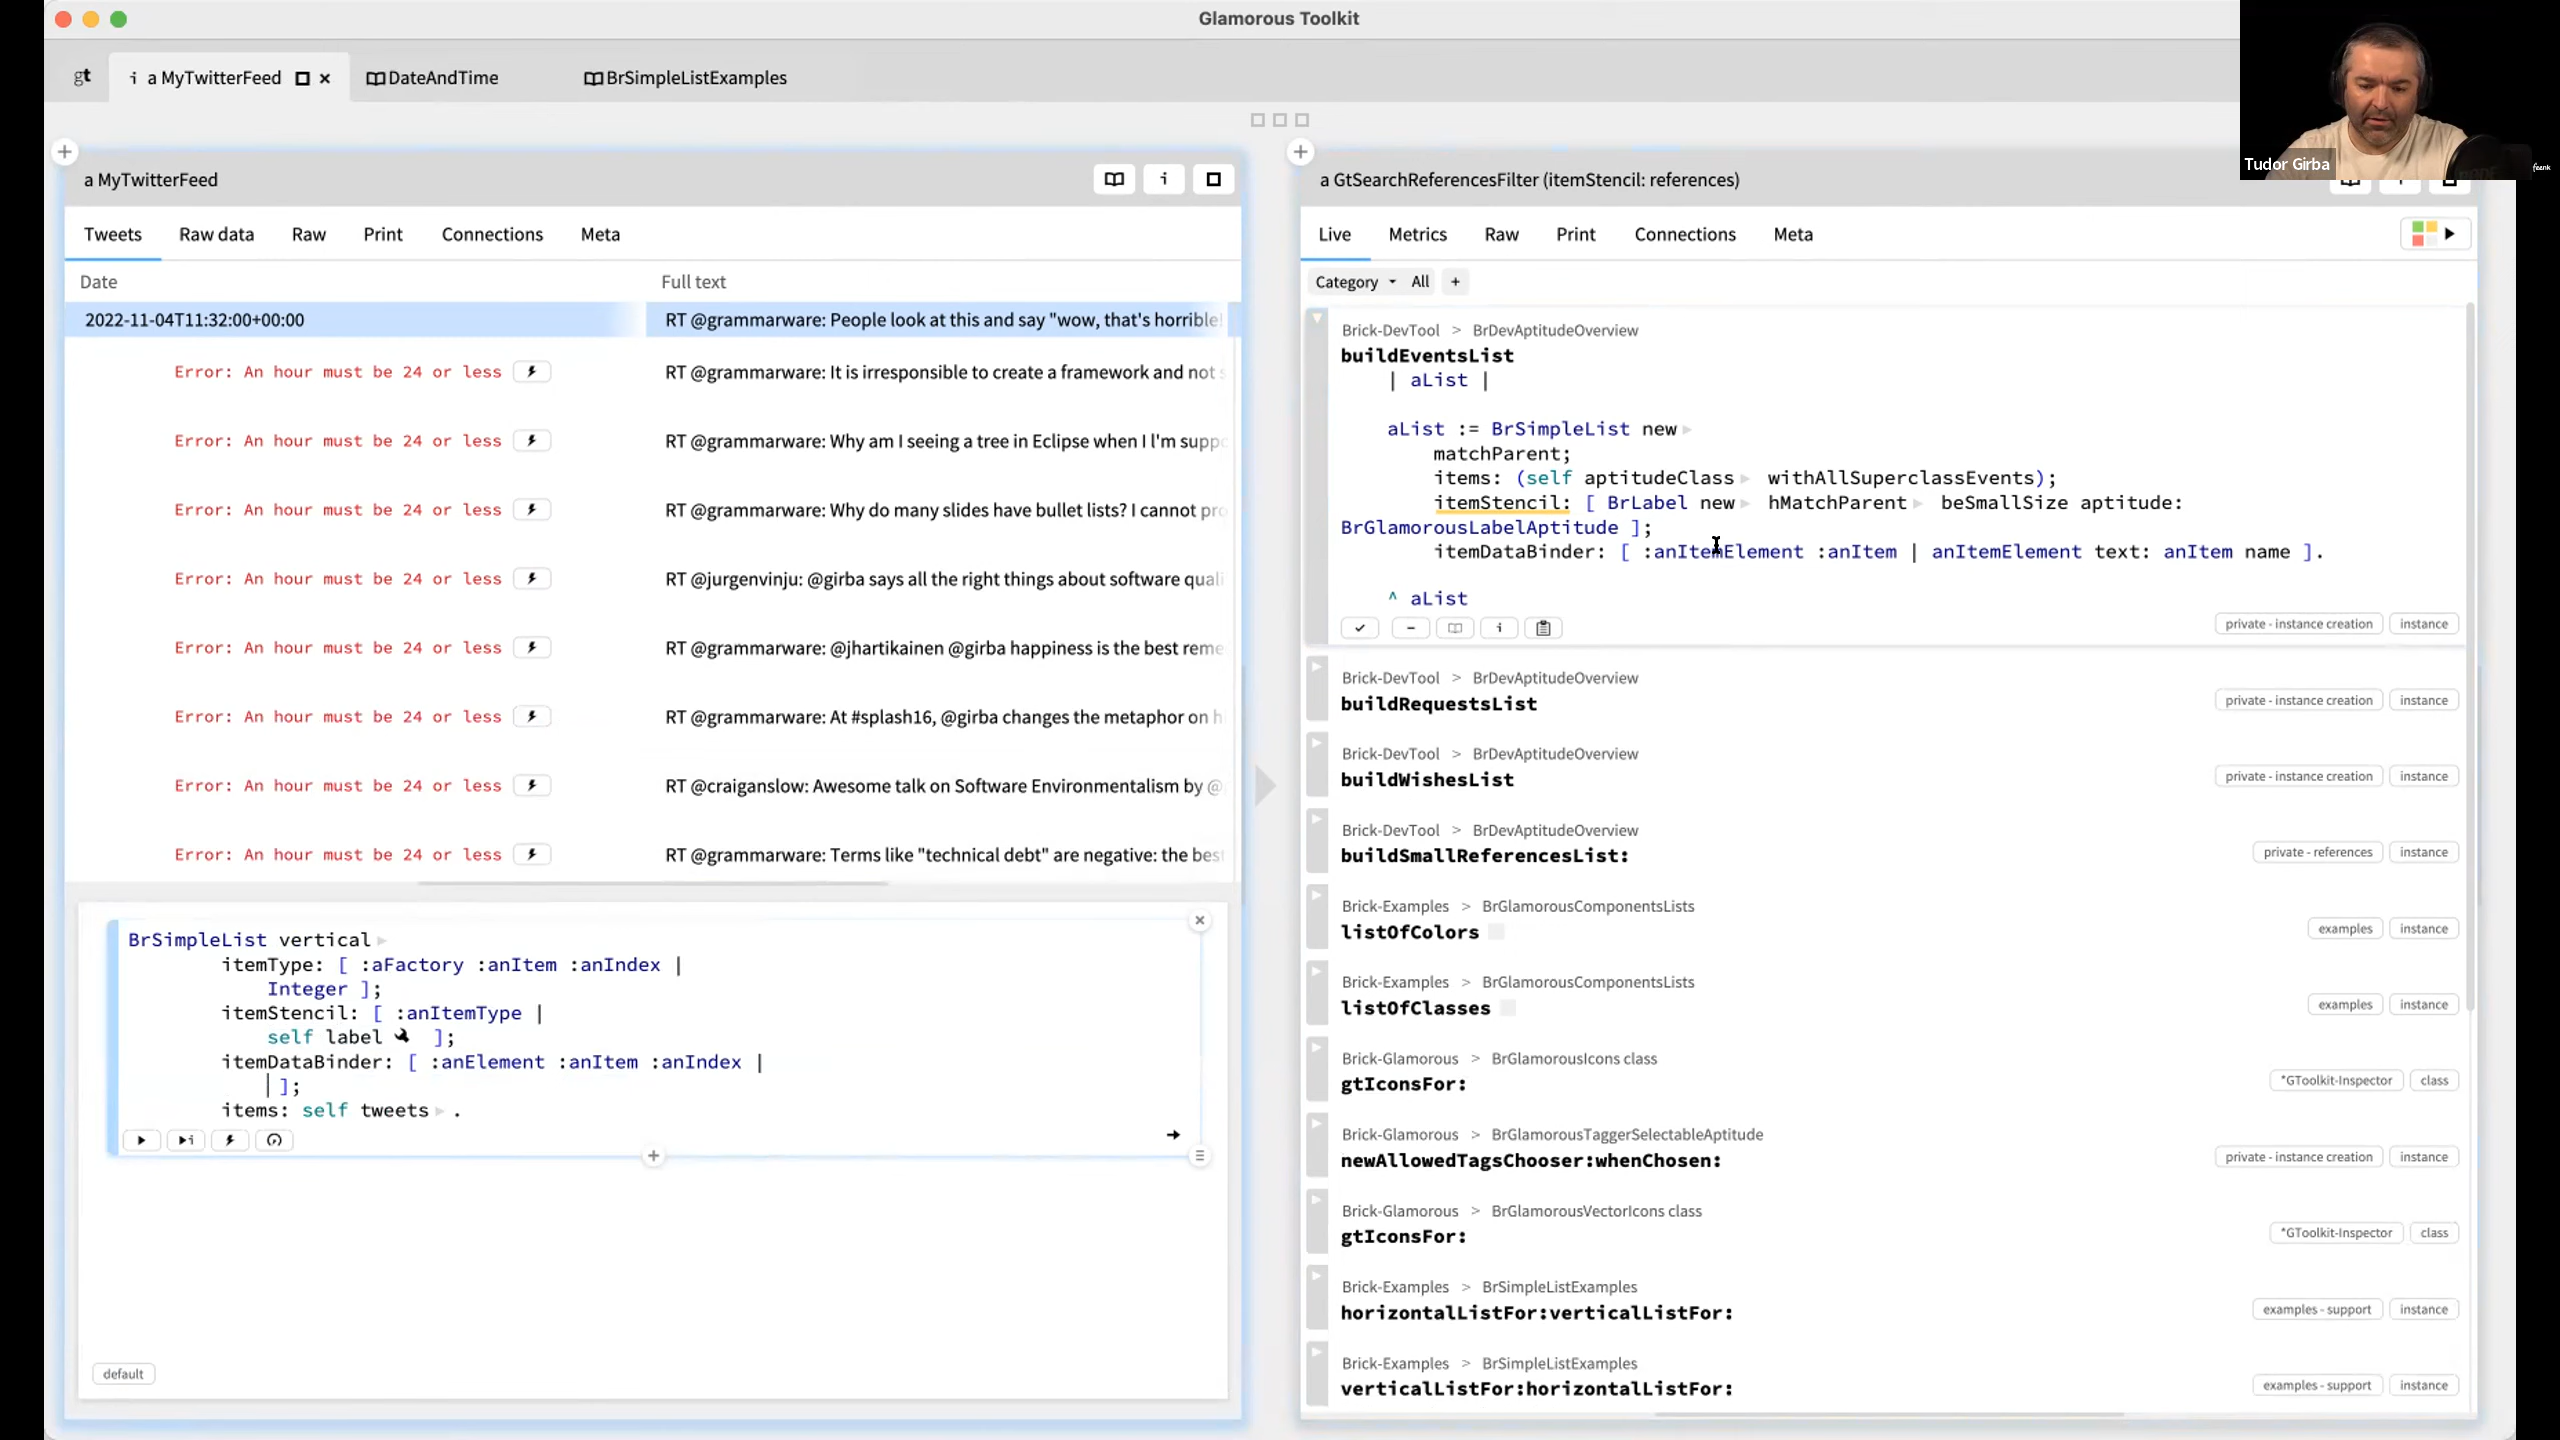 Glamorous Toolkit
gt
i a MyTwitterFeed
DateAndTime
BrSimpleListExamples
Tudor Girba
feenk
a MyTwitterFeed
Tweets Raw data Raw Print Connections Meta
Date Full text
2022-11-04T11:32:00+00:00 RT @grammarware: People look at this and say "wow, that's horrible!
Error: An hour must be 24 or less RT @grammarware: It is irresponsible to create a framework and not
Error: An hour must be 24 or less RT @grammarware: Why am I seeing a tree in Eclipse when I I'm suppo
Error: An hour must be 24 or less RT @grammarware: Why do many slides have bullet lists? I cannot pro
Error: An hour must be 24 or less RT @jurgenvinju: @girba says all the right things about software quali
Error: An hour must be 24 or less RT @grammarware: @jhartikainen @girba happiness is the best reme
Error: An hour must be 24 or less RT @grammarware: At #splash16, @girba changes the metaphor on h
Error: An hour must be 24 or less RT @craiganslow: Awesome talk on Software Environmentalism by @
Error: An hour must be 24 or less RT @grammarware: Terms like "technical debt" are negative: the best
BrSimpleList vertical
itemType: [ :aFactory :anItem :anIndex |
Integer ];
itemStencil: [ :anItemType |
self label ];
itemDataBinder: [ :anElement :anItem :anIndex |
];
items: self tweets .
default
a GtSearchReferencesFilter (itemStencil: references)
Live Metrics Raw Print Connections Meta
Category All +
Brick-DevTool > BrDevAptitudeOverview
buildEventsList
| aList |
aList := BrSimpleList new
matchParent;
items: (self aptitudeClass withAllSuperclassEvents);
itemStencil: [ BrLabel new hMatchParent beSmallSize aptitude:
BrGlamorousLabelAptitude ];
itemDataBinder: [ :anItemElement :anItem | anItemElement text: anItem name ].
^ aList
private - instance creation instance
Brick-DevTool > BrDevAptitudeOverview
buildRequestsList
private - instance creation instance
Brick-DevTool > BrDevAptitudeOverview
buildWishesList
private - instance creation instance
Brick-DevTool > BrDevAptitudeOverview
buildSmallReferencesList:
private - references instance
Brick-Examples > BrGlamorousComponentsLists
listOfColors
examples instance
Brick-Examples > BrGlamorousComponentsLists
listOfClasses
examples instance
Brick-Glamorous > BrGlamorousIcons class
gtIconsFor:
*GToolkit-Inspector class
Brick-Glamorous > BrGlamorousTaggerSelectableAptitude
newAllowedTagsChooser:whenChosen:
private - instance creation instance
Brick-Glamorous > BrGlamorousVectorIcons class
gtIconsFor:
*GToolkit-Inspector class
Brick-Examples > BrSimpleListExamples
horizontalListFor:verticalListFor:
examples - support instance
Brick-Examples > BrSimpleListExamples
verticalListFor:horizontalListFor:
examples - support instance